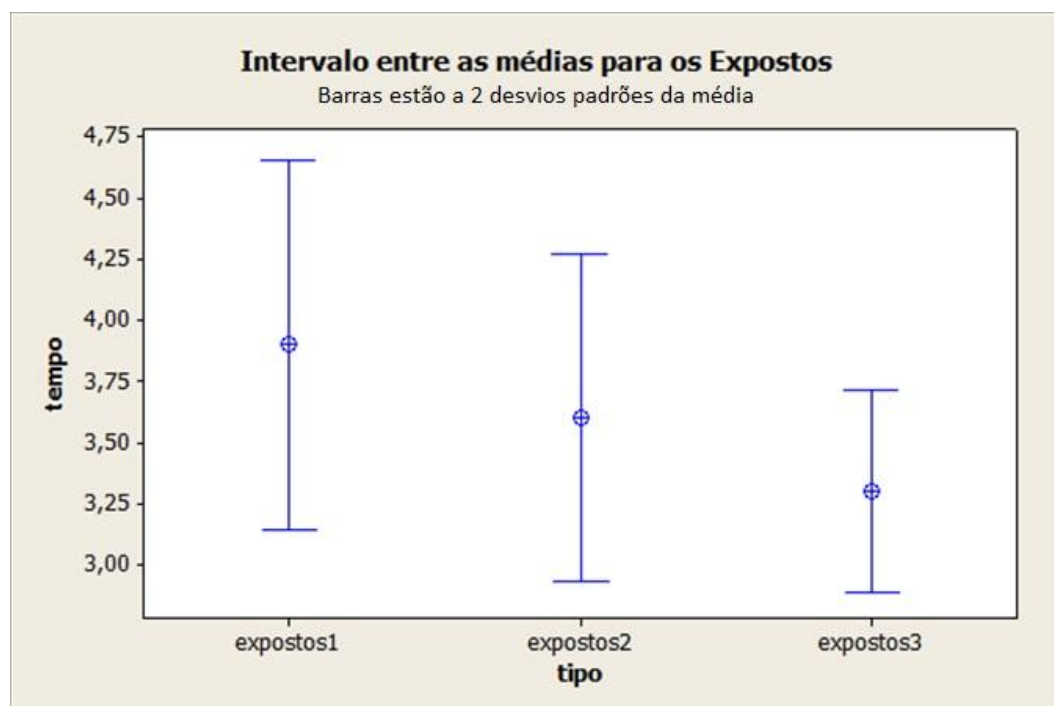 Intervalo entre as médias para os Expostos
Barras estão a 2 desvios padrões da média
4,75
4,50
4,25
4,00
3,75
3,50
3,25
3,00
tempo
expostos1 expostos2 expostos3
tipo